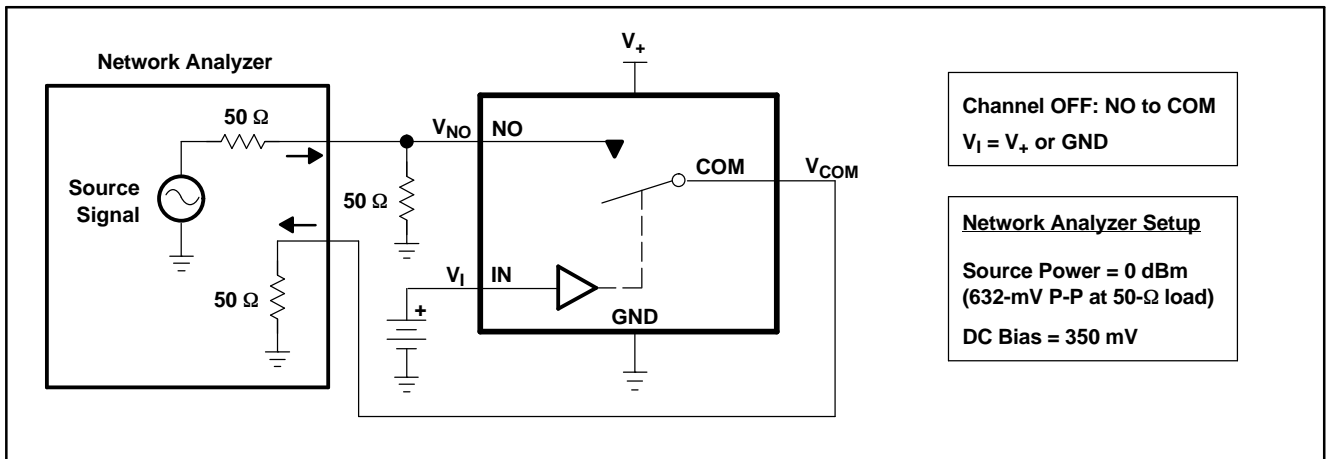 Network Analyzer
50 Ω
Source
Signal
50 Ω
50 Ω
V+
VNO
NO
COM
VCOM
VI
IN
+
GND
Channel OFF: NO to COM
VI = V+ or GND
Network Analyzer Setup
Source Power = 0 dBm
(632-mV P-P at 50-Ω load)
DC Bias = 350 mV